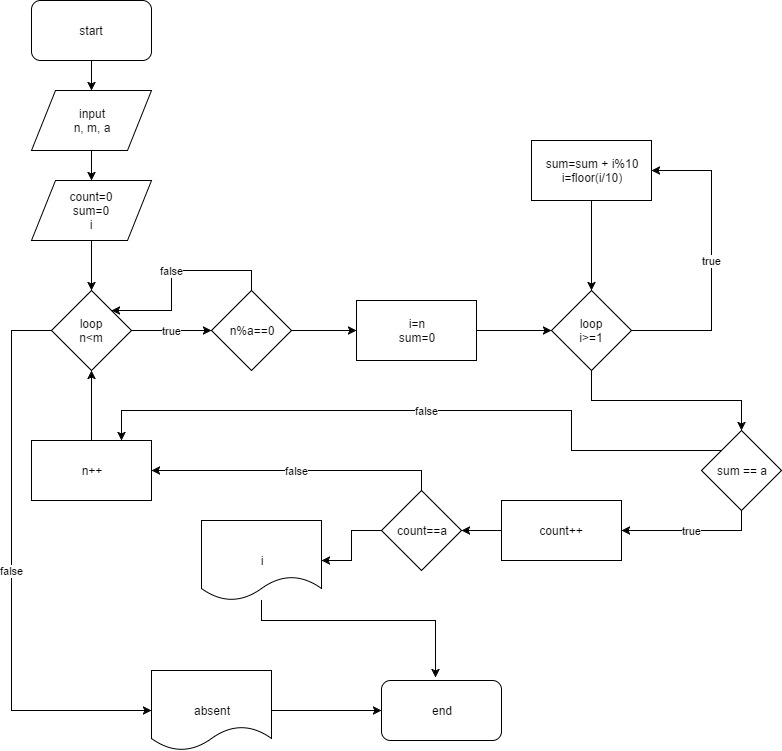 start
input
n, m, a
count=0
sum=0
i
loop
n<m
true
false
n%a==0
i=n
sum=0
loop
i>=1
sum=sum + i%10
i=floor(i/10)
true
sum == a
false
true
count++
count==a
false
n++
i
false
absent
end